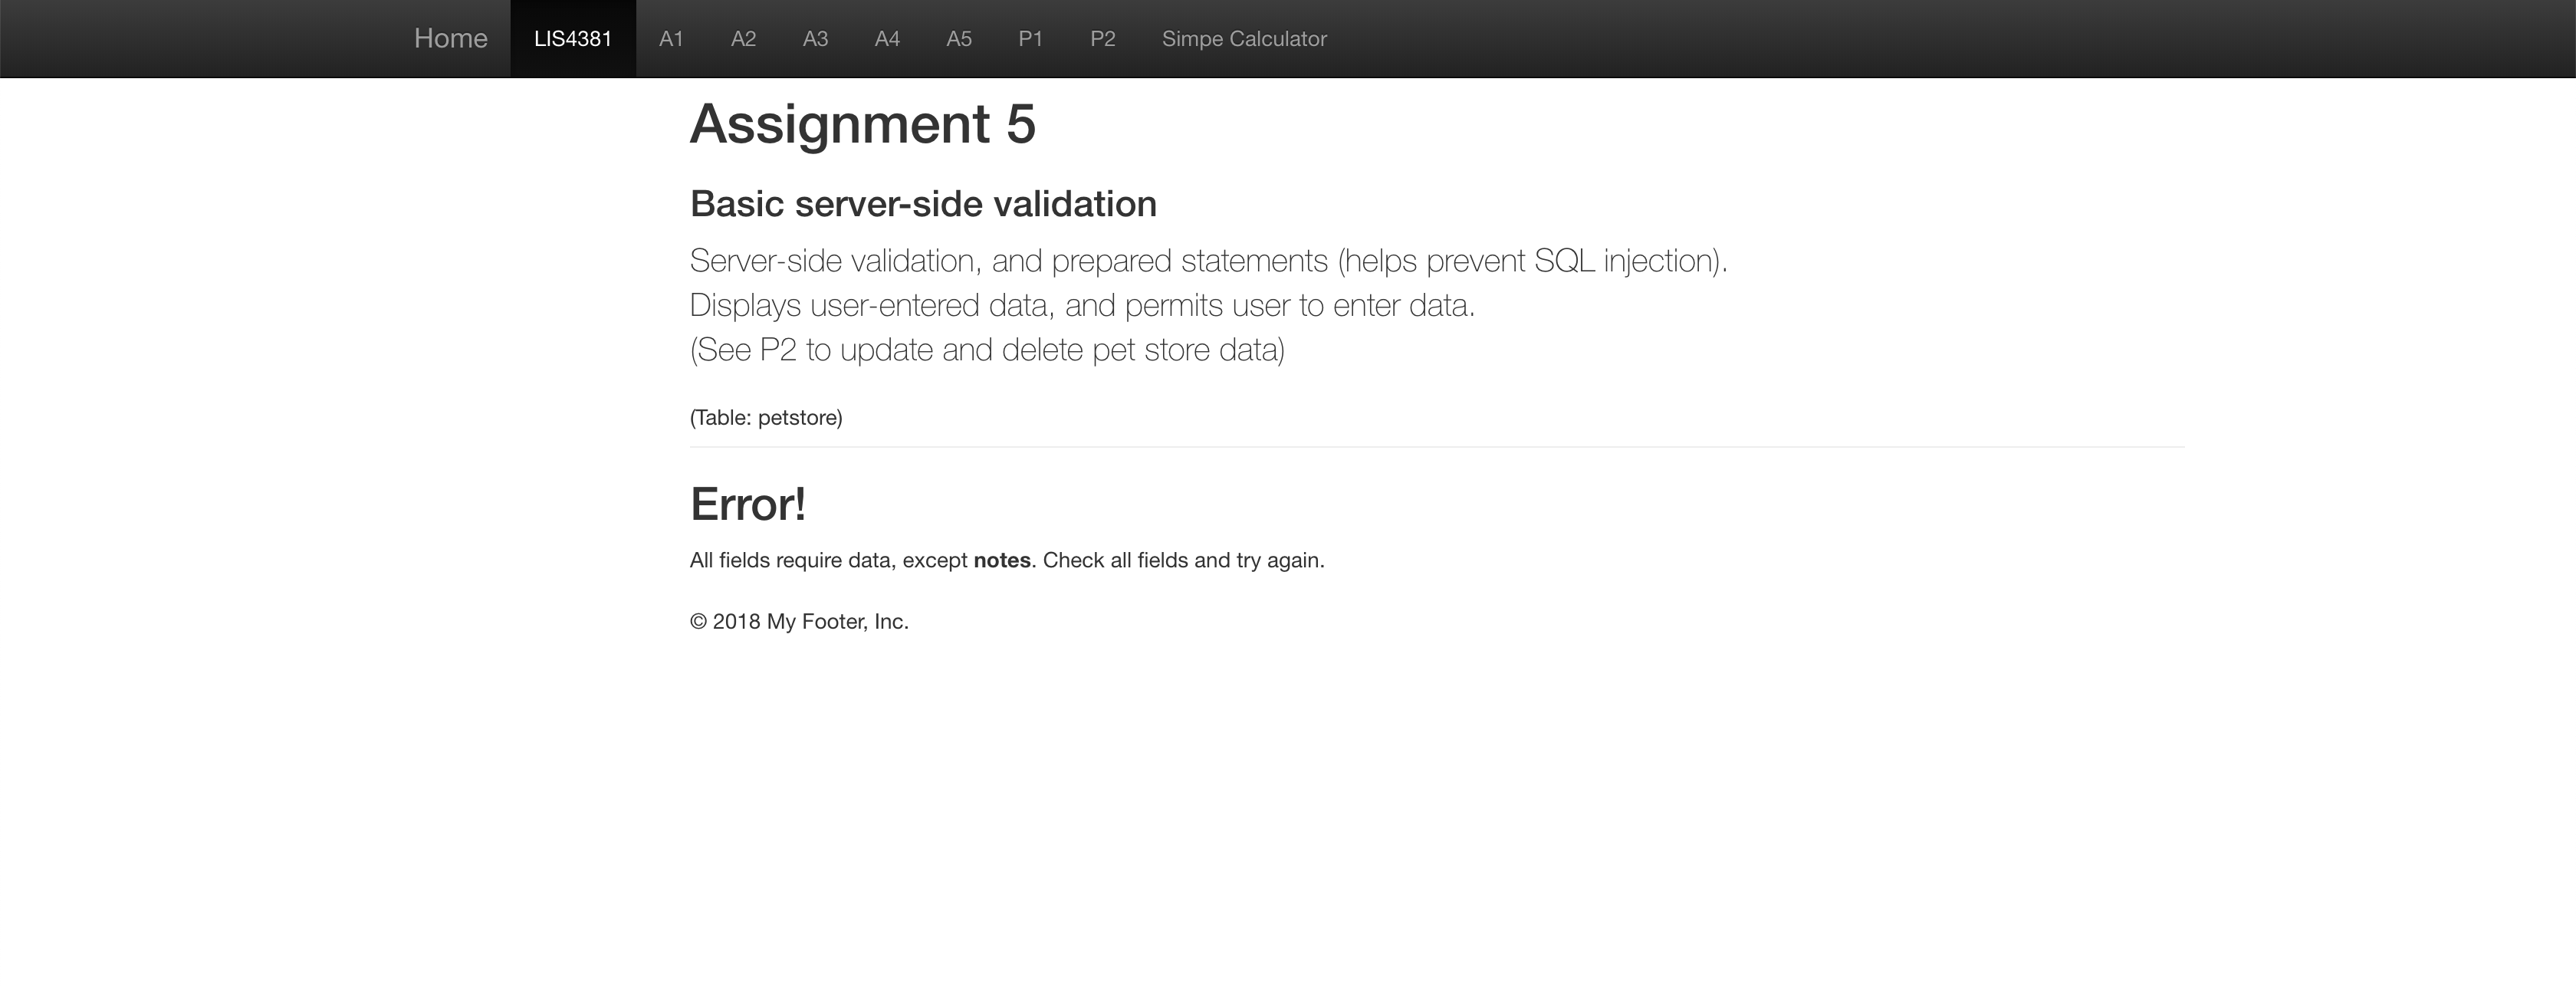 Home LIS4381 A1 A2 A3 A4 A5 P1 P2 Simpe Calculator
Assignment 5
Basic server-side validation
Server-side validation, and prepared statements (helps prevent SQL injection).
Displays user-entered data, and permits user to enter data.
(See P2 to update and delete pet store data)
(Table: petstore)
Error!
All fields require data, except notes. Check all fields and try again.
© 2018 My Footer, Inc.